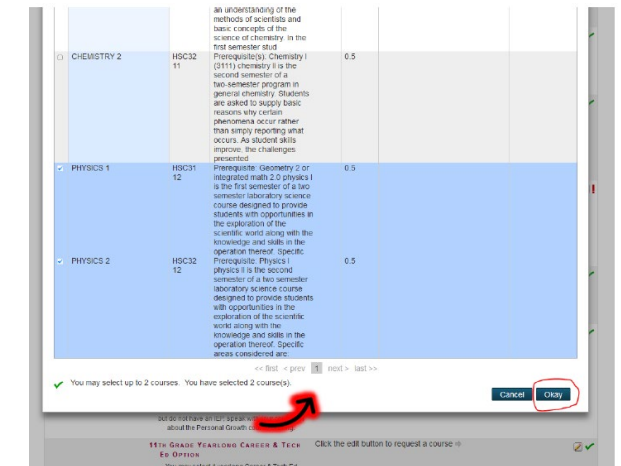 an understanding of the
methods of scientists and
basic concepts of the
science of chemistry. In the
first semester stud
CHEMISTRY 2 HSC32 11 Prerequisite(s): Chemistry I 0.5
(3111) chemistry II is the
second semester of a
two-semester program in
general chemistry. Students
are asked to supply basic
reasons why certain
phenomena occur rather
than simply reporting what
occurs. As student skills
improve, the challenges
presented
PHYSICS 1 HSC31 12 Prerequisite: Geometry 2 or 0.5
integrated math 2.0 physics I
is the first semester of a two
semester laboratory science
course designed to provide
students with opportunities in
the exploration of the
scientific world along with the
knowledge and skills in the
operation thereof. Specific
PHYSICS 2 HSC32 12 Prerequisite: Physics I 0.5
physics II is the second
semester of a two semester
laboratory science course
designed to provide students
with opportunities in the
exploration of the scientific
world along with the
knowledge and skills in the
operation thereof. Specific
areas considered are:
<< first < prev 1 next > last >>
You may select up to 2 courses. You have selected 2 course(s).
Cancel Okay
but do not have an IEP, speak with
about the Personal Growth
11th Grade Yearlong Career & Tech Click the edit button to request a course
Ed Option